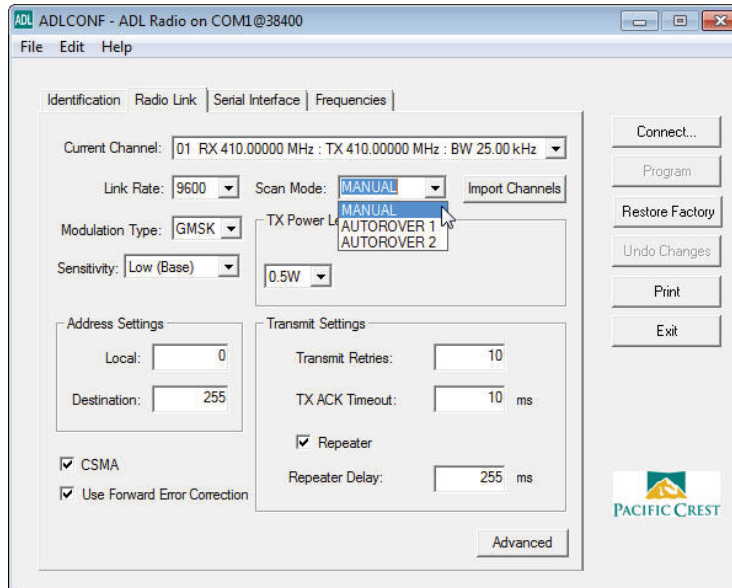 ADL ADLCONF - ADL Radio on COM1@38400
File Edit Help
Identification Radio Link Serial Interface Frequencies
Current Channel: 01 RX 410.00000 MHz : TX 410.00000 MHz : BW 25.00 kHz
Link Rate: 9600 Scan Mode: MANUAL Import Channels
MANUAL
AUTOROVER 1
AUTOROVER 2
Modulation Type: GMSK
TX Power
Sensitivity: Low (Base)
0.5W
Address Settings
Local: 0
Destination: 255
CSMA
Use Forward Error Correction
Transmit Settings
Transmit Retries: 10
TX ACK Timeout: 10 ms
Repeater
Repeater Delay: 255 ms
Advanced
Connect...
Program
Restore Factory
Undo Changes
Print
Exit
PACIFIC CREST